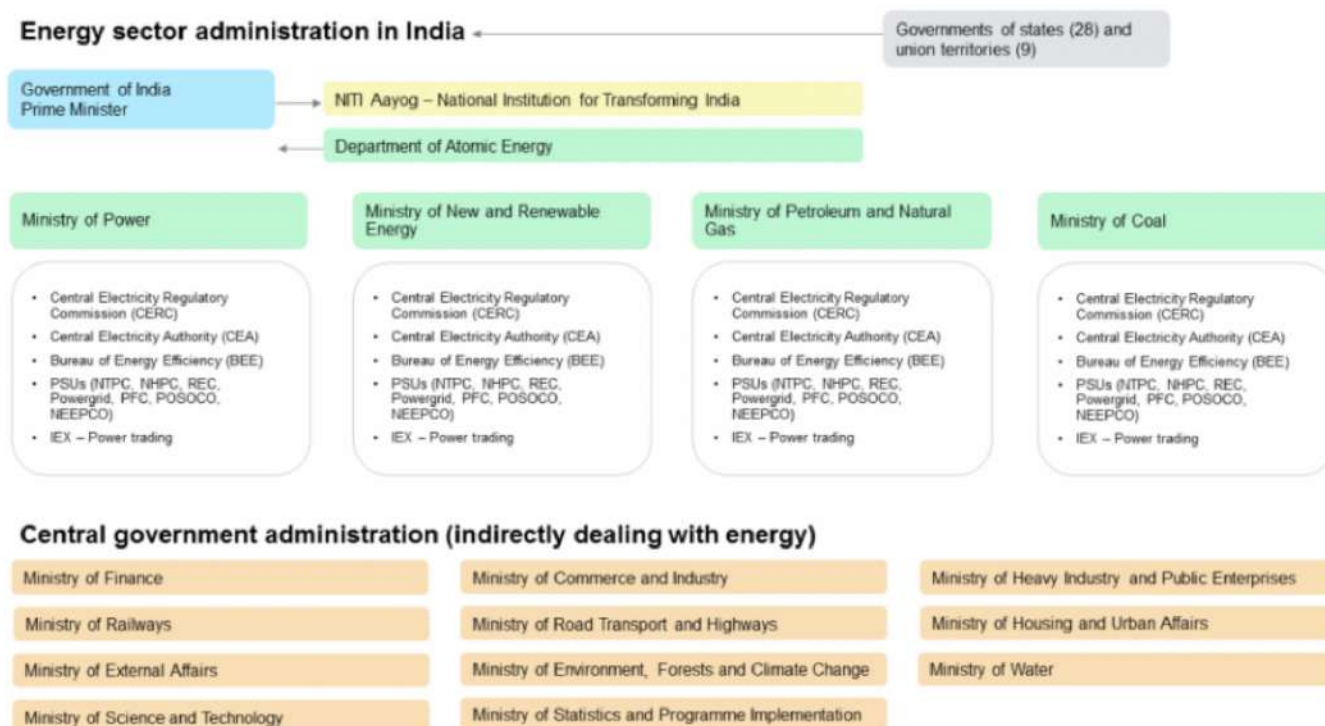 Energy sector administration in India
Governments of states (28) and
union territories (9)
Government of India
Prime Minister
NITI Aayog – National Institution for Transforming India
Department of Atomic Energy
Ministry of Power
• Central Electricity Regulatory
Commission (CERC)
• Central Electricity Authority (CEA)
• Bureau of Energy Efficiency (BEE)
• PSUs (NTPC, NHPC, REC,
Powergrid, PFC, POSOCO,
NEEPCO)
• IEX – Power trading
Ministry of New and Renewable
Energy
• Central Electricity Regulatory
Commission (CERC)
• Central Electricity Authority (CEA)
• Bureau of Energy Efficiency (BEE)
• PSUs (NTPC, NHPC, REC,
Powergrid, PFC, POSOCO,
NEEPCO)
• IEX – Power trading
Ministry of Petroleum and Natural
Gas
• Central Electricity Regulatory
Commission (CERC)
• Central Electricity Authority (CEA)
• Bureau of Energy Efficiency (BEE)
• PSUs (NTPC, NHPC, REC,
Powergrid, PFC, POSOCO,
NEEPCO)
• IEX – Power trading
Ministry of Coal
• Central Electricity Regulatory
Commission (CERC)
• Central Electricity Authority (CEA)
• Bureau of Energy Efficiency (BEE)
• PSUs (NTPC, NHPC, REC,
Powergrid, PFC, POSOCO,
NEEPCO)
• IEX – Power trading
Central government administration (indirectly dealing with energy)
Ministry of Finance
Ministry of Commerce and Industry
Ministry of Heavy Industry and Public Enterprises
Ministry of Railways
Ministry of Road Transport and Highways
Ministry of Housing and Urban Affairs
Ministry of External Affairs
Ministry of Environment, Forests and Climate Change
Ministry of Water
Ministry of Science and Technology
Ministry of Statistics and Programme Implementation